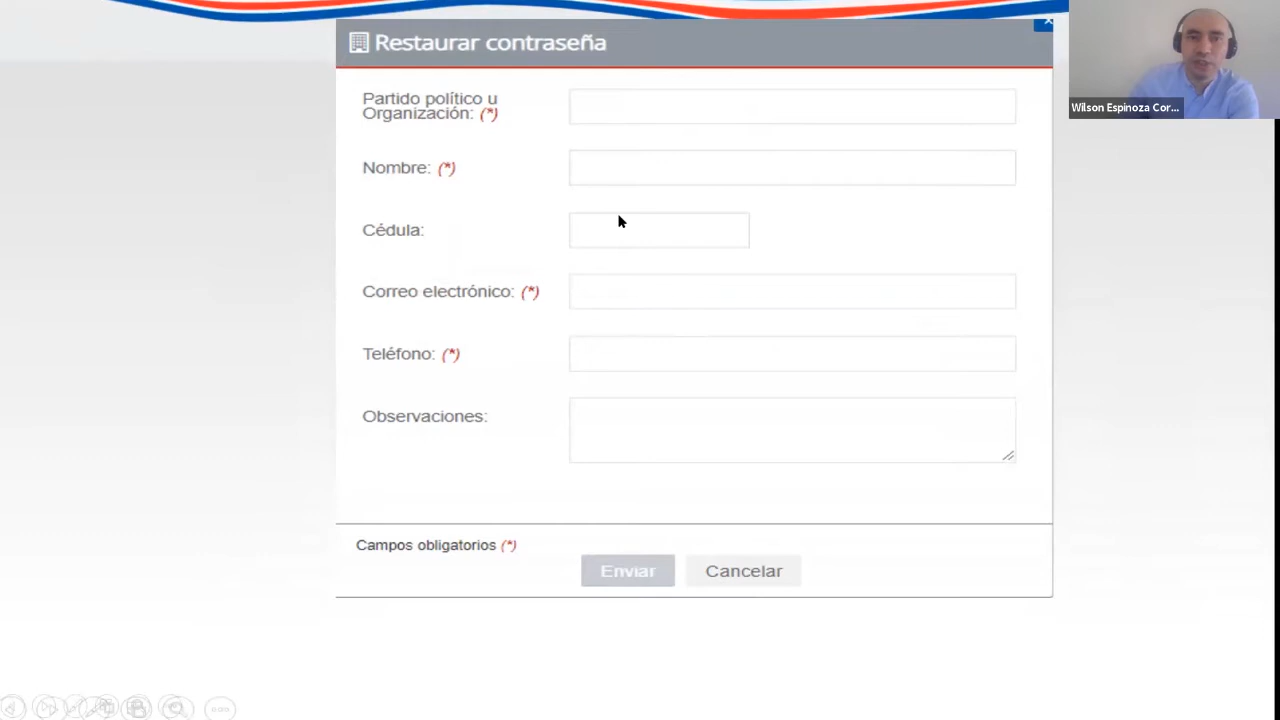 Restaurar contraseña
Wilson Espinoza Cor...
Partido político u
Organización: (*)
Nombre: (*)
Cédula:
Correo electrónico: (*)
Teléfono: (*)
Observaciones:
Campos obligatorios (*)
Enviar
Cancelar